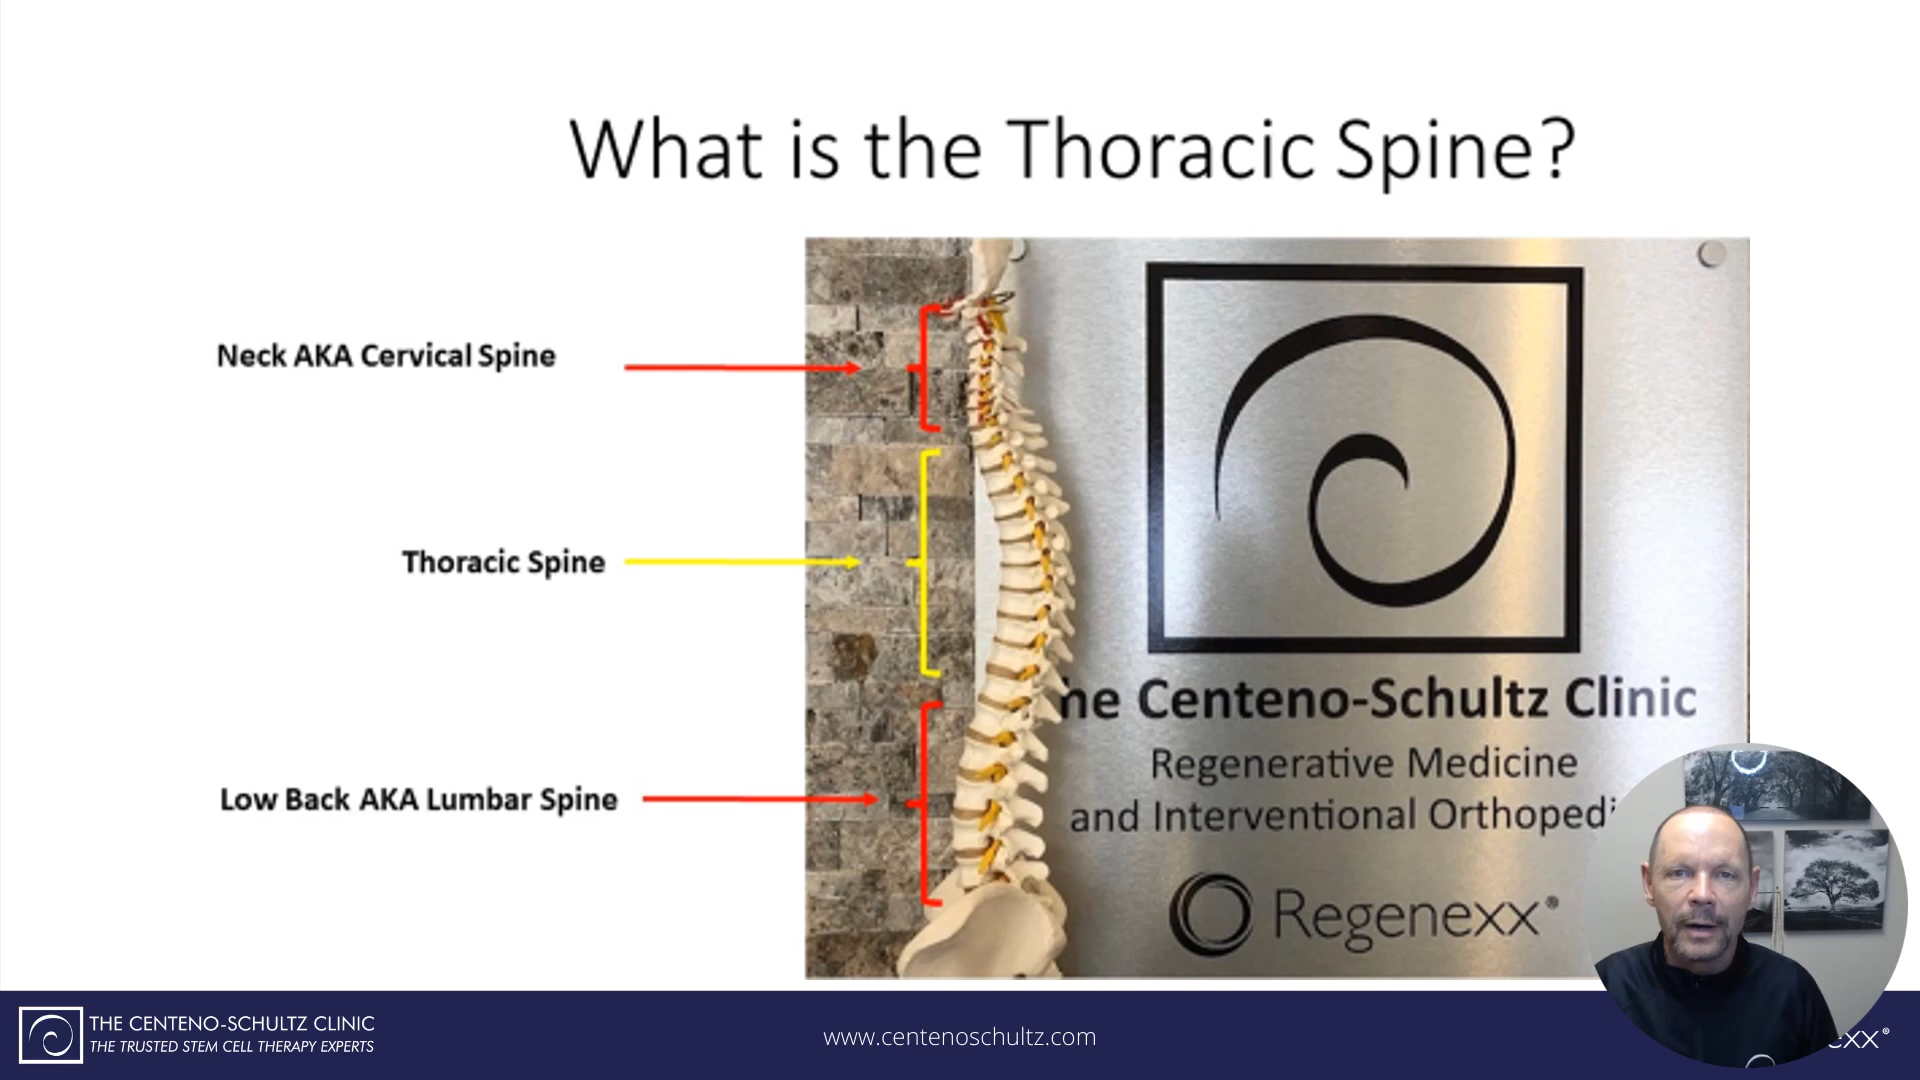 What is the Thoracic Spine?
Neck AKA Cervical Spine
Thoracic Spine
Low Back AKA Lumbar Spine
he Centeno-Schultz Clinic
Regenerative Medicine
and Interventional Orthopedi
Regenexx®
THE CENTENO-SCHULTZ CLINIC
THE TRUSTED STEM CELL THERAPY EXPERTS
www.centenoschultz.com
exx®